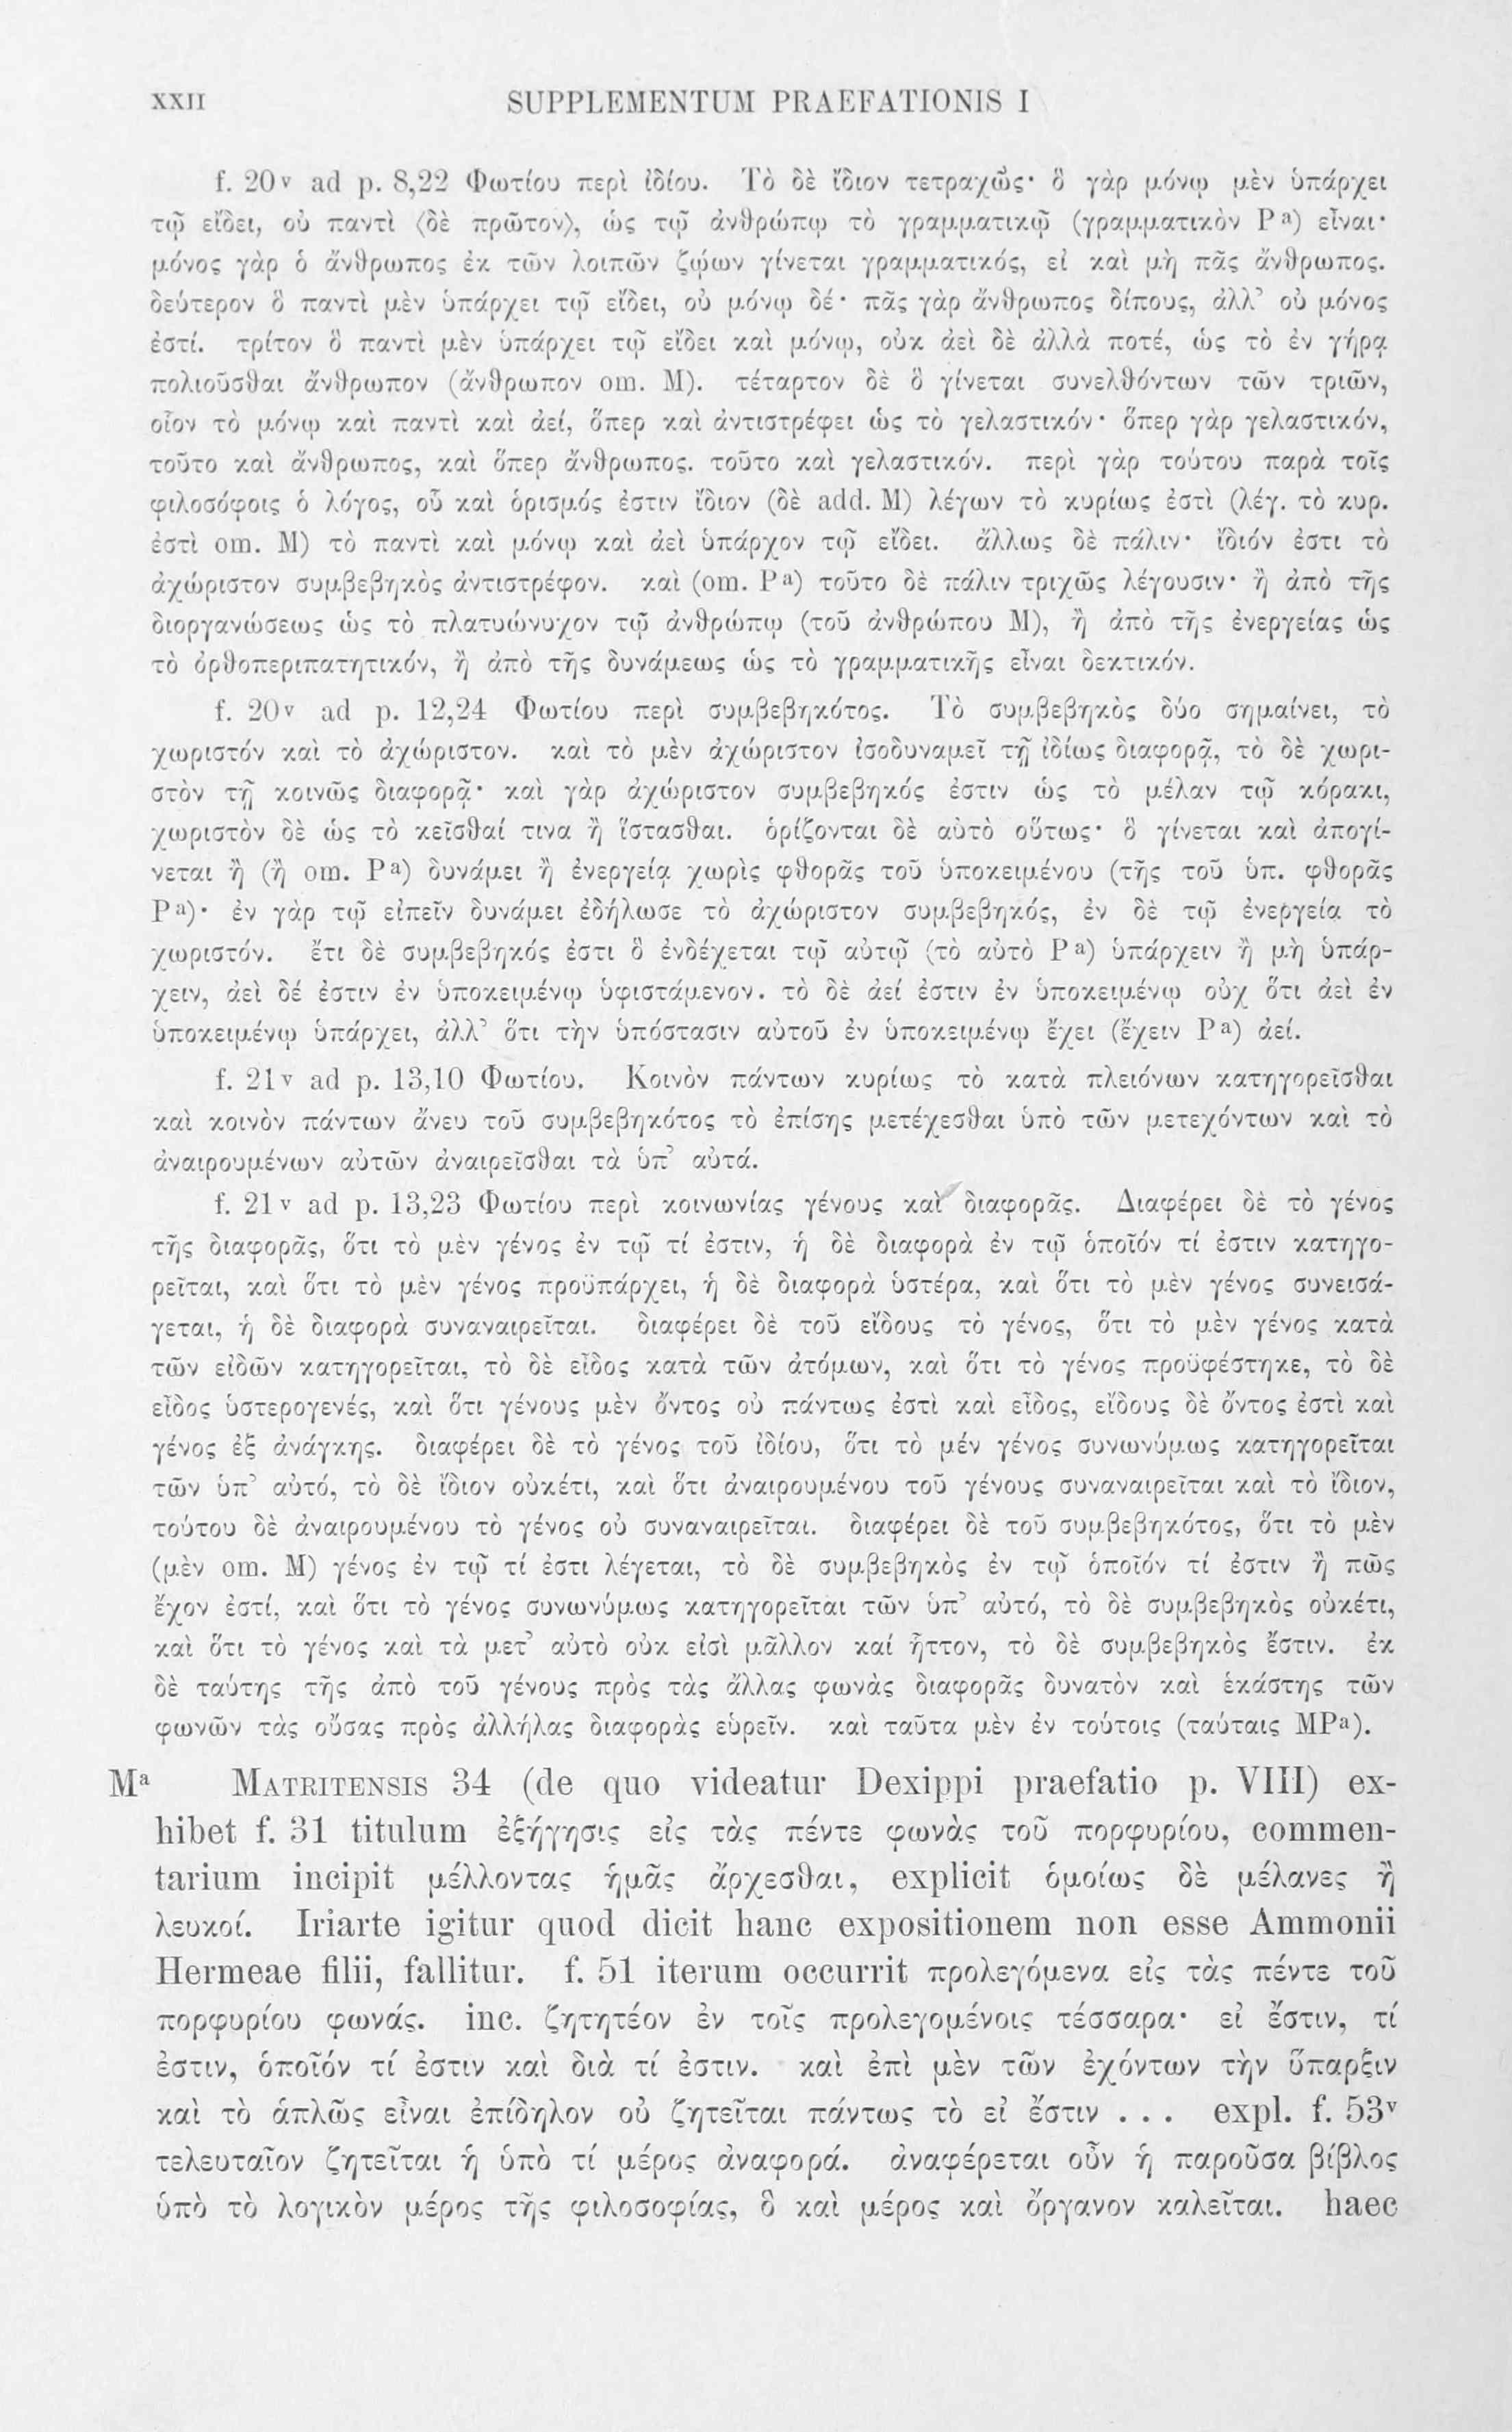 XXII SUPPLEMENTUM PRAEFATIONIS I
f. 20ᵛ ad p. 8,22 Φωτίου περὶ ἰδίου. Τὸ δὲ ἴδιον τετραχῶς· ὃ γὰρ μόνῳ μὲν ὑπάρχει
τῷ εἴδει, οὐ παντὶ ⟨δὲ πρῶτον⟩, ὡς τῷ ἀνθρώπῳ τὸ γραμματικῷ (γραμματικὸν Pᵃ) εἶναι·
μόνος γὰρ ὁ ἄνθρωπος ἐκ τῶν λοιπῶν ζῴων γίνεται γραμματικός, εἰ καὶ μὴ πᾶς ἄνθρωπος.
δεύτερον ὃ παντὶ μὲν ὑπάρχει τῷ εἴδει, οὐ μόνῳ δέ· πᾶς γὰρ ἄνθρωπος δίπους, ἀλλ’ οὐ μόνος
ἐστί. τρίτον ὃ παντὶ μὲν ὑπάρχει τῷ εἴδει καὶ μόνῳ, οὐκ ἀεὶ δὲ ἀλλὰ ποτέ, ὡς τὸ ἐν γήρᾳ
πολιοῦσθαι ἄνθρωπον (ἄνθρωπον om. M). τέταρτον δὲ ὃ γίνεται συνελθόντων τῶν τριῶν,
οἷον τὸ μόνῳ καὶ παντὶ καὶ ἀεί, ὅπερ καὶ ἀντιστρέφει ὡς τὸ γελαστικόν· ὅπερ γὰρ γελαστικόν,
τοῦτο καὶ ἄνθρωπος, καὶ ὅπερ ἄνθρωπος. τοῦτο καὶ γελαστικόν. περὶ γὰρ τούτου παρὰ τοῖς
φιλοσόφοις ὁ λόγος, οὗ καὶ ὁρισμός ἐστιν ἴδιον (δὲ add. M) λέγων τὸ κυρίως ἐστὶ (λέγ. τὸ κυρ.
ἐστὶ om. M) τὸ παντὶ καὶ μόνῳ καὶ ἀεὶ ὑπάρχον τῷ εἴδει. ἄλλως δὲ πάλιν· ἴδιόν ἐστι τὸ
ἀχώριστον συμβεβηκὸς ἀντιστρέφον. καὶ (om. Pᵃ) τοῦτο δὲ πάλιν τριχῶς λέγουσιν· ἢ ἀπὸ τῆς
διοργανώσεως ὡς τὸ πλατυώνυχον τῷ ἀνθρώπῳ (τοῦ ἀνθρώπου M), ἢ ἀπὸ τῆς ἐνεργείας ὡς
τὸ ὀρθοπεριπατητικόν, ἢ ἀπὸ τῆς δυνάμεως ὡς τὸ γραμματικῆς εἶναι δεκτικόν.
f. 20ᵛ ad p. 12,24 Φωτίου περὶ συμβεβηκότος. Τὸ συμβεβηκὸς δύο σημαίνει, τὸ
χωριστόν καὶ τὸ ἀχώριστον. καὶ τὸ μὲν ἀχώριστον ἰσοδυναμεῖ τῇ ἰδίως διαφορᾷ, τὸ δὲ χωρι-
στὸν τῇ κοινῶς διαφορᾷ· καὶ γὰρ ἀχώριστον συμβεβηκός ἐστιν ὡς τὸ μέλαν τῷ κόρακι,
χωριστὸν δὲ ὡς τὸ κεῖσθαί τινα ἢ ἵστασθαι. ὁρίζονται δὲ αὐτὸ οὕτως· ὃ γίνεται καὶ ἀπογί-
νεται ἢ (ἢ om. Pᵃ) δυνάμει ἢ ἐνεργείᾳ χωρὶς φθορᾶς τοῦ ὑποκειμένου (τῆς τοῦ ὑπ. φθορᾶς
Pᵃ)· ἐν γὰρ τῷ εἰπεῖν δυνάμει ἐδήλωσε τὸ ἀχώριστον συμβεβηκός, ἐν δὲ τῷ ἐνεργείᾳ τὸ
χωριστόν. ἔτι δὲ συμβεβηκός ἐστι ὃ ἐνδέχεται τῷ αὐτῷ (τὸ αὐτὸ Pᵃ) ὑπάρχειν ἢ μὴ ὑπάρ-
χειν, ἀεὶ δέ ἐστιν ἐν ὑποκειμένῳ ὑφιστάμενον. τὸ δὲ ἀεί ἐστιν ἐν ὑποκειμένῳ οὐχ ὅτι ἀεὶ ἐν
ὑποκειμένῳ ὑπάρχει, ἀλλ’ ὅτι τὴν ὑπόστασιν αὐτοῦ ἐν ὑποκειμένῳ ἔχει (ἔχειν Pᵃ) ἀεί.
f. 21ᵛ ad p. 13,10 Φωτίου. Κοινὸν πάντων κυρίως τὸ κατὰ πλειόνων κατηγορεῖσθαι
καὶ κοινὸν πάντων ἄνευ τοῦ συμβεβηκότος τὸ ἐπίσης μετέχεσθαι ὑπὸ τῶν μετεχόντων καὶ τὸ
ἀναιρουμένων αὐτῶν ἀναιρεῖσθαι τὰ ὑπ’ αὐτά.
f. 21ᵛ ad p. 13,23 Φωτίου περὶ κοινωνίας γένους καὶ διαφορᾶς. Διαφέρει δὲ τὸ γένος
τῆς διαφορᾶς, ὅτι τὸ μὲν γένος ἐν τῷ τί ἐστιν, ἡ δὲ διαφορὰ ἐν τῷ ὁποῖόν τί ἐστιν κατηγο-
ρεῖται, καὶ ὅτι τὸ μὲν γένος προϋπάρχει, ἡ δὲ διαφορὰ ὑστέρα, καὶ ὅτι τὸ μὲν γένος συνεισά-
γεται, ἡ δὲ διαφορὰ συναναιρεῖται. διαφέρει δὲ τοῦ εἴδους τὸ γένος, ὅτι τὸ μὲν γένος κατὰ
τῶν εἰδῶν κατηγορεῖται, τὸ δὲ εἶδος κατὰ τῶν ἀτόμων, καὶ ὅτι τὸ γένος προϋφέστηκε, τὸ δὲ
εἶδος ὑστερογενές, καὶ ὅτι γένους μὲν ὄντος οὐ πάντως ἐστὶ καὶ εἶδος, εἴδους δὲ ὄντος ἐστὶ καὶ
γένος ἐξ ἀνάγκης. διαφέρει δὲ τὸ γένος τοῦ ἰδίου, ὅτι τὸ μέν γένος συνωνύμως κατηγορεῖται
τῶν ὑπ’ αὐτό, τὸ δὲ ἴδιον οὐκέτι, καὶ ὅτι ἀναιρουμένου τοῦ γένους συναναιρεῖται καὶ τὸ ἴδιον,
τούτου δὲ ἀναιρουμένου τὸ γένος οὐ συναναιρεῖται. διαφέρει δὲ τοῦ συμβεβηκότος, ὅτι τὸ μὲν
(μὲν om. M) γένος ἐν τῷ τί ἐστι λέγεται, τὸ δὲ συμβεβηκὸς ἐν τῷ ὁποῖόν τί ἐστιν ἢ πῶς
ἔχον ἐστί, καὶ ὅτι τὸ γένος συνωνύμως κατηγορεῖται τῶν ὑπ’ αὐτό, τὸ δὲ συμβεβηκὸς οὐκέτι,
καὶ ὅτι τὸ γένος καὶ τὰ μετ’ αὐτὸ οὐκ εἰσὶ μᾶλλον καί ἧττον, τὸ δὲ συμβεβηκὸς ἔστιν. ἐκ
δὲ ταύτης τῆς ἀπὸ τοῦ γένους πρὸς τὰς ἄλλας φωνὰς διαφορᾶς δυνατὸν καὶ ἑκάστης τῶν
φωνῶν τὰς οὔσας πρὸς ἀλλήλας διαφορὰς εὑρεῖν. καὶ ταῦτα μὲν ἐν τούτοις (ταύταις MPᵃ).
Mᵃ MATRITENSIS 34 (de quo videatur Dexippi praefatio p. VIII) ex-
hibet f. 31 titulum ἐξήγησις εἰς τὰς πέντε φωνὰς τοῦ πορφυρίου, commen-
tarium incipit μέλλοντας ἡμᾶς ἄρχεσθαι, explicit ὁμοίως δὲ μέλανες ἢ
λευκοί. Iriarte igitur quod dicit hanc expositionem non esse Ammonii
Hermeae filii, fallitur. f. 51 iterum occurrit προλεγόμενα εἰς τὰς πέντε τοῦ
πορφυρίου φωνάς. inc. ζητητέον ἐν τοῖς προλεγομένοις τέσσαρα· εἰ ἔστιν, τί
ἐστιν, ὁποῖόν τί ἐστιν καὶ διὰ τί ἐστιν. καὶ ἐπὶ μὲν τῶν ἐχόντων τὴν ὕπαρξιν
καὶ τὸ ἁπλῶς εἶναι ἐπίδηλον οὐ ζητεῖται πάντως τὸ εἰ ἔστιν . . . expl. f. 53ᵛ
τελευταῖον ζητεῖται ἡ ὑπὸ τί μέρος ἀναφορά. ἀναφέρεται οὖν ἡ παροῦσα βίβλος
ὑπὸ τὸ λογικὸν μέρος τῆς φιλοσοφίας, ὃ καὶ μέρος καὶ ὄργανον καλεῖται. haec